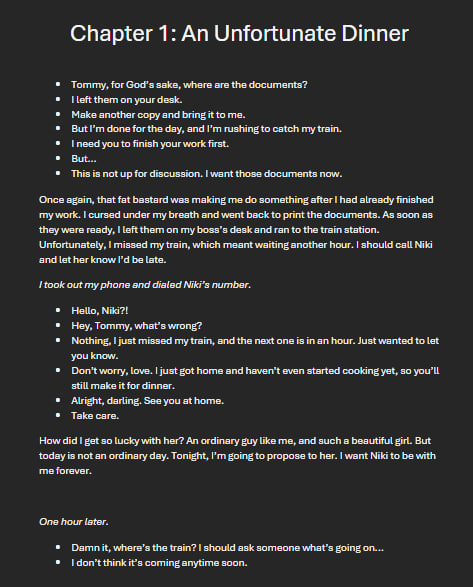 Chapter 1: An Unfortunate Dinner
• Tommy, for God's sake, where are the documents?
• I left them on your desk.
• Make another copy and bring it to me.
• But I'm done for the day, and I'm rushing to catch my train.
• I need you to finish your work first.
• But...
• This is not up for discussion. I want those documents now.
Once again, that fat bastard was making me do something after I had already finished
my work. I cursed under my breath and went back to print the documents. As soon as
they were ready, I left them on my boss's desk and ran to the train station.
Unfortunately, I missed my train, which meant waiting another hour. I should call Niki
and let her know I'd be late.
I took out my phone and dialed Niki's number.
• Hello, Niki?!
• Hey, Tommy, what's wrong?
• Nothing, I just missed my train, and the next one is in an hour. Just wanted to let
you know.
• Don't worry, love. I just got home and haven't even started cooking yet, so you'll
still make it for dinner.
• Alright, darling. See you at home.
• Take care.
How did I get so lucky with her? An ordinary guy like me, and such a beautiful girl. But
today is not an ordinary day. Tonight, I'm going to propose to her. I want Niki to be with
me forever.
One hour later.
• Damn it, where's the train? I should ask someone what's going on...
• I don't think it's coming anytime soon.